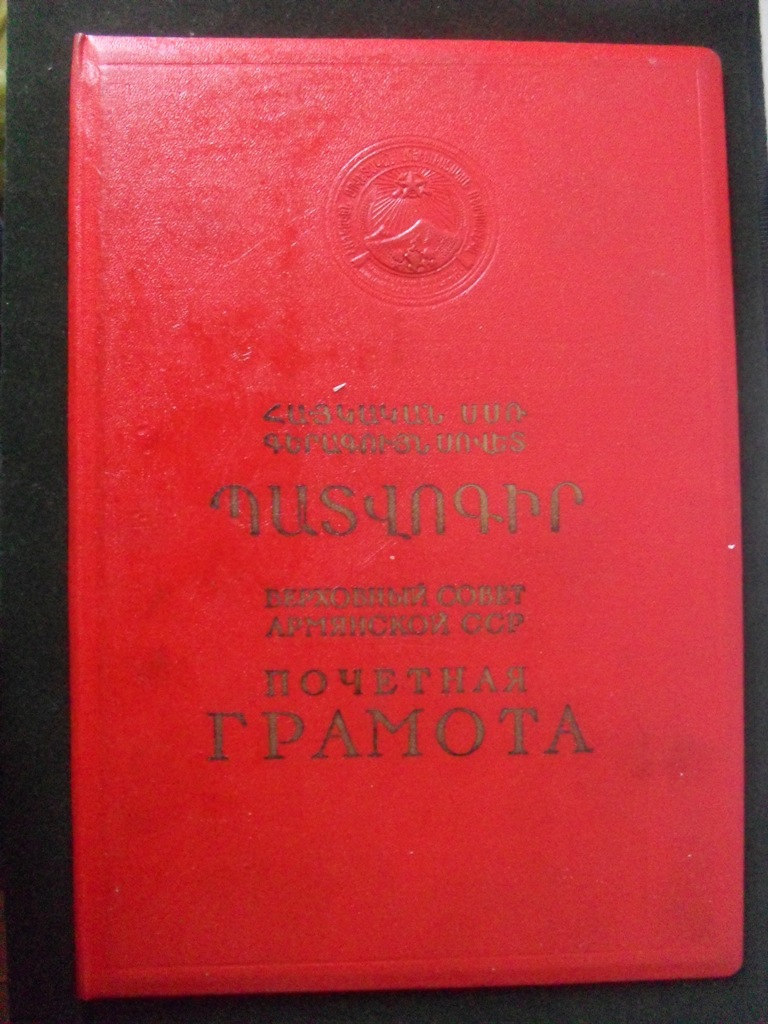 ՀԱՅԿԱԿԱՆ ՍՍՌ
ԳԵՐԱԳՈՒՅՆ ՍՈՎԵՏ
ՊԱՏՎՈԳԻՐ
ВЕРХОВНЫЙ СОВЕТ
АРМЯНСКОЙ ССР
ПОЧЕТНАЯ
ГРАМОТА